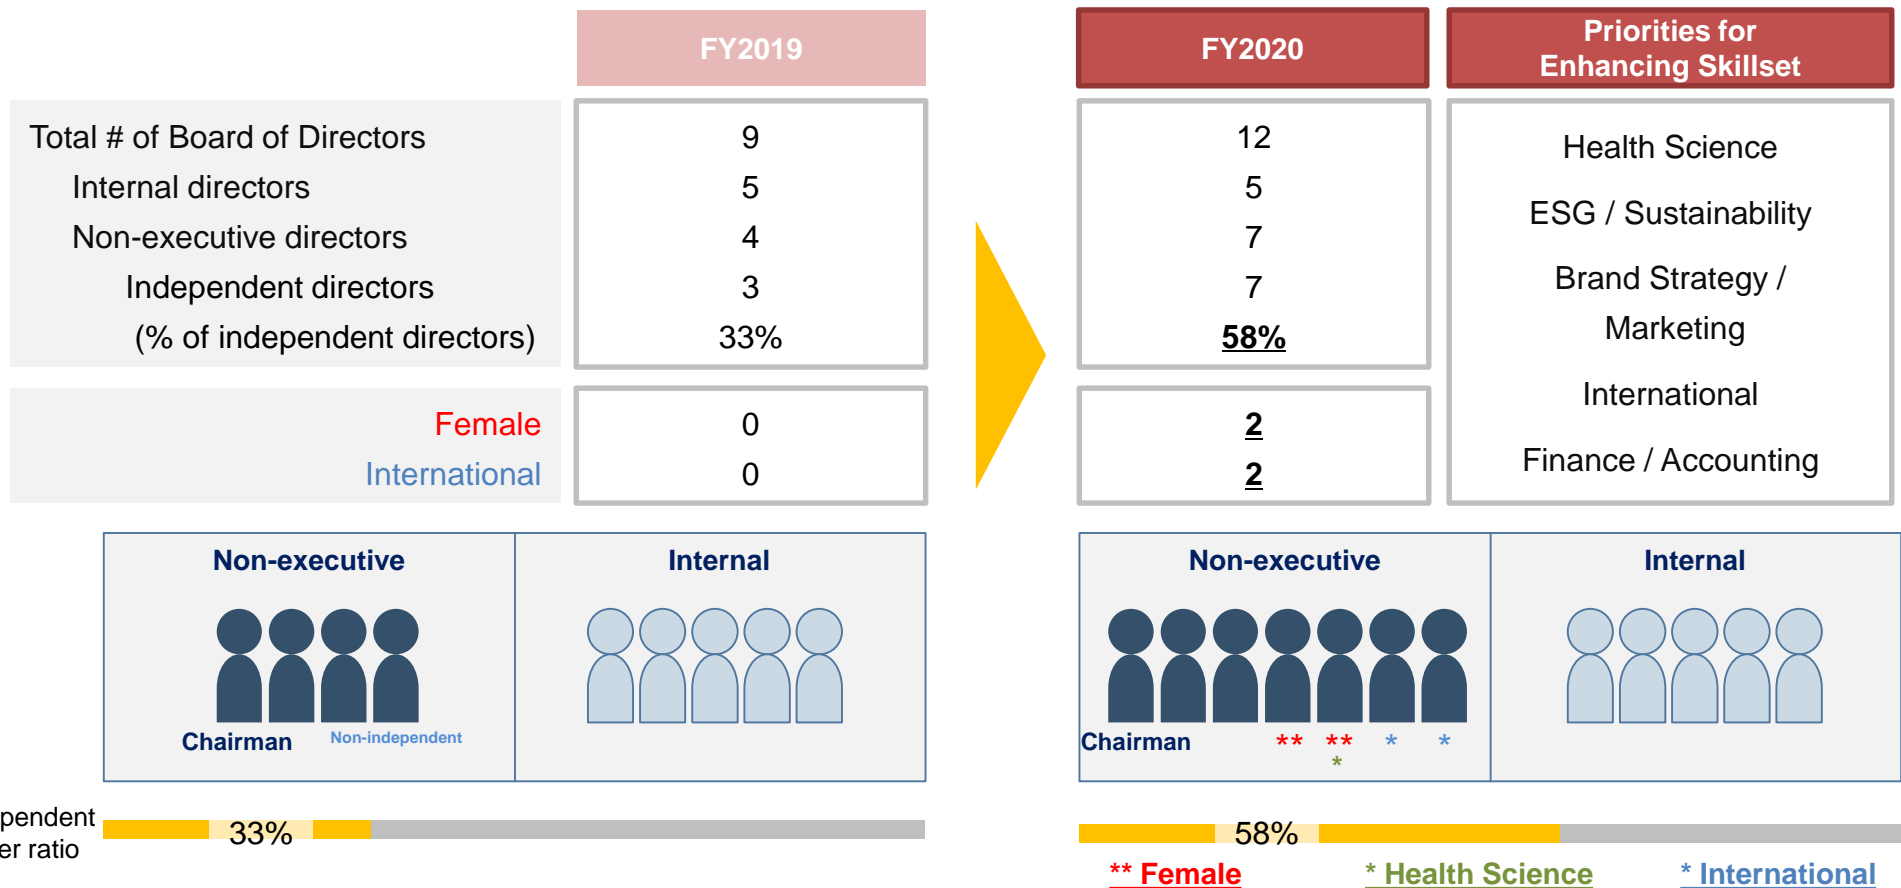 FY2019
FY2020
Priorities for
Enhancing Skillset
Total # of Board of Directors
9
12
Internal directors
5
5
Non-executive directors
4
7
Independent directors
3
7
(% of independent directors)
33%
58%
Health Science
ESG / Sustainability
Brand Strategy /
Marketing
International
Finance / Accounting
Female
0
2
International
0
2
Non-executive
Internal
Chairman
Non-independent
Non-executive
Internal
Chairman
** ** * *
*
33%
58%
ratio
** Female
* Health Science
* International